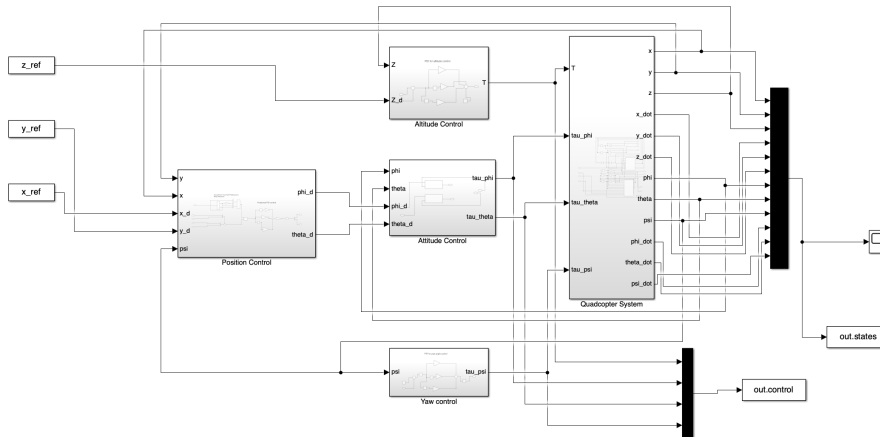 z_ref
y_ref
x_ref
Z
Z_d
T
Altitude Control
y
x
x_d
y_d
psi
phi_d
theta_d
Position Control
phi
theta
phi_d
theta_d
tau_phi
tau_theta
Attitude Control
psi
tau_psi
Yaw control
T
tau_phi
tau_theta
tau_psi
x
y
z
x_dot
y_dot
z_dot
phi
theta
psi
phi_dot
theta_dot
psi_dot
Quadcopter System
out.states
out.control